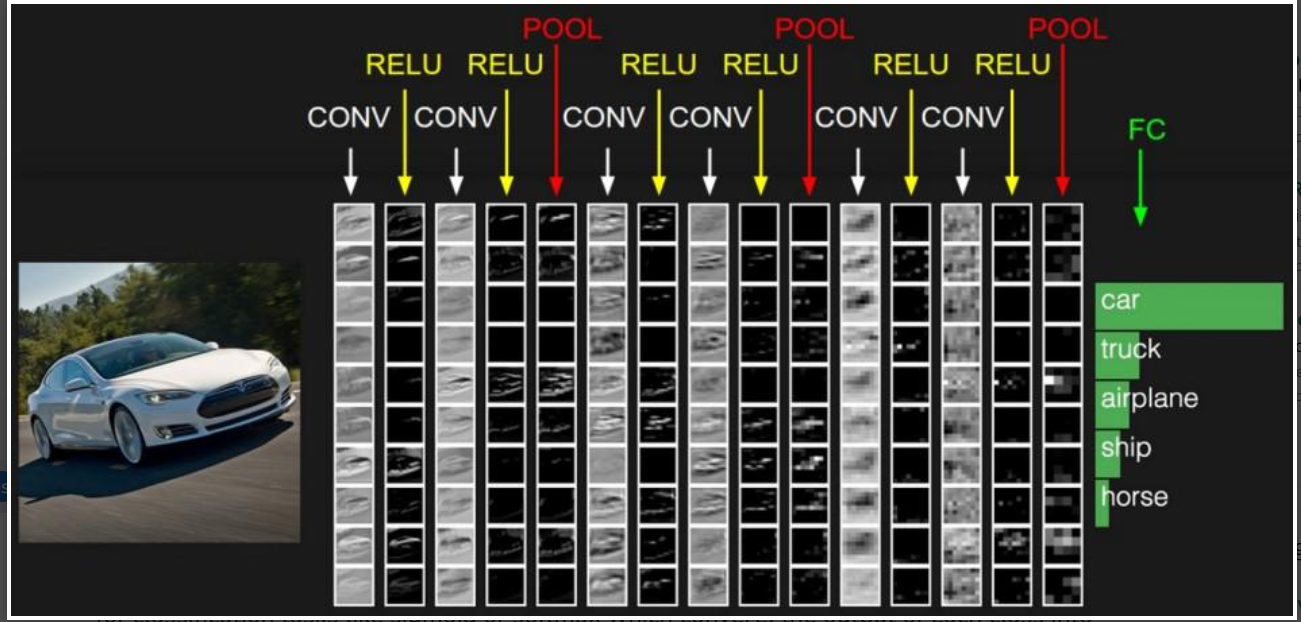 POOL POOL POOL
RELU RELU RELU RELU RELU RELU
CONV CONV CONV CONV CONV CONV
FC
car
truck
airplane
ship
horse